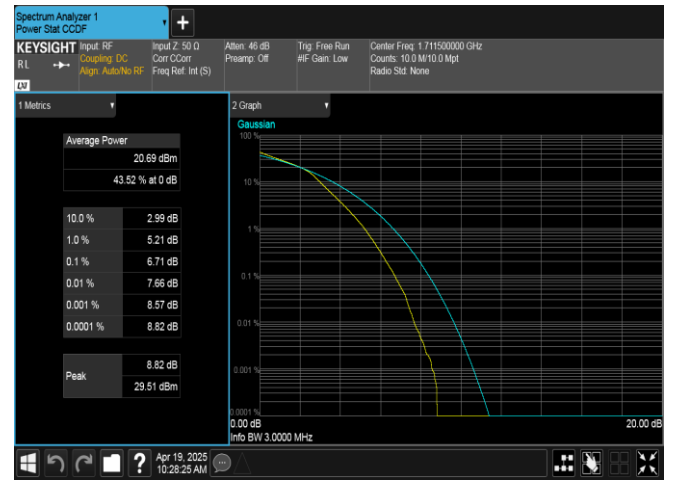 Spectrum Analyzer 1
Power Stat CCDF
+
KEYSIGHT
RL
LXI
Input: RF
Coupling: DC
Align: Auto/No RF
Input Z: 50 Ω
Corr CCorr
Freq Ref: Int (S)
Atten: 46 dB
Preamp: Off
Trig: Free Run
#IF Gain: Low
Center Freq: 1.711500000 GHz
Counts: 10.0 M/10.0 Mpt
Radio Std: None
1 Metrics
Average Power
20.69 dBm
43.52 % at 0 dB
10.0 % 2.99 dB
1.0 % 5.21 dB
0.1 % 6.71 dB
0.01 % 7.66 dB
0.001 % 8.57 dB
0.0001 % 8.82 dB
Peak
8.82 dB
29.51 dBm
2 Graph
Gaussian
100 %
10 %
1 %
0.1 %
0.01 %
0.001 %
0.0001 %
0.00 dB
20.00 dB
Info BW 3.0000 MHz
?
Apr 19, 2025
10:28:25 AM